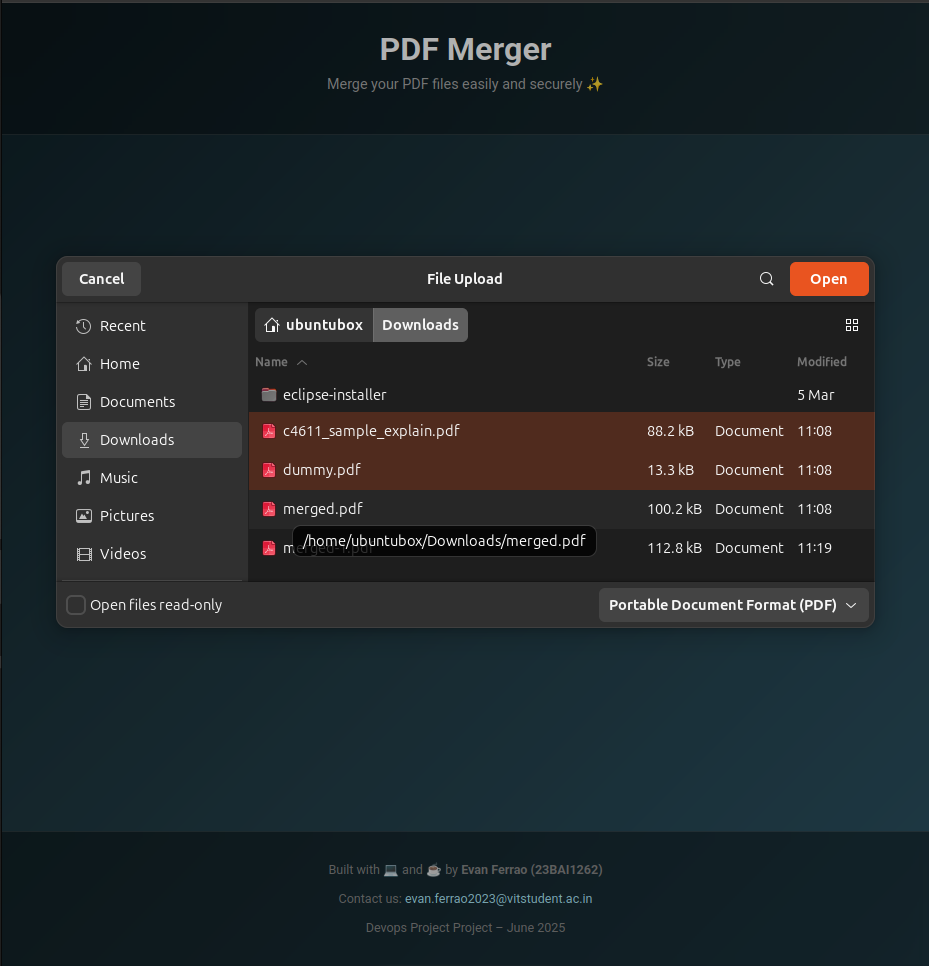 PDF Merger
Merge your PDF files easily and securely ✨
Cancel File Upload Open
Recent
Home
Documents
Downloads
Music
Pictures
Videos
ubuntubox Downloads
Name Size Type Modified
eclipse-installer 5 Mar
c4611_sample_explain.pdf 88.2 kB Document 11:08
dummy.pdf 13.3 kB Document 11:08
merged.pdf 100.2 kB Document 11:08
/home/ubuntubox/Downloads/merged.pdf
112.8 kB Document 11:19
Open files read-only Portable Document Format (PDF)
Built with 💻 and ☕ by Evan Ferrao (23BAI1262)
Contact us: evan.ferrao2023@vitstudent.ac.in
Devops Project Project – June 2025